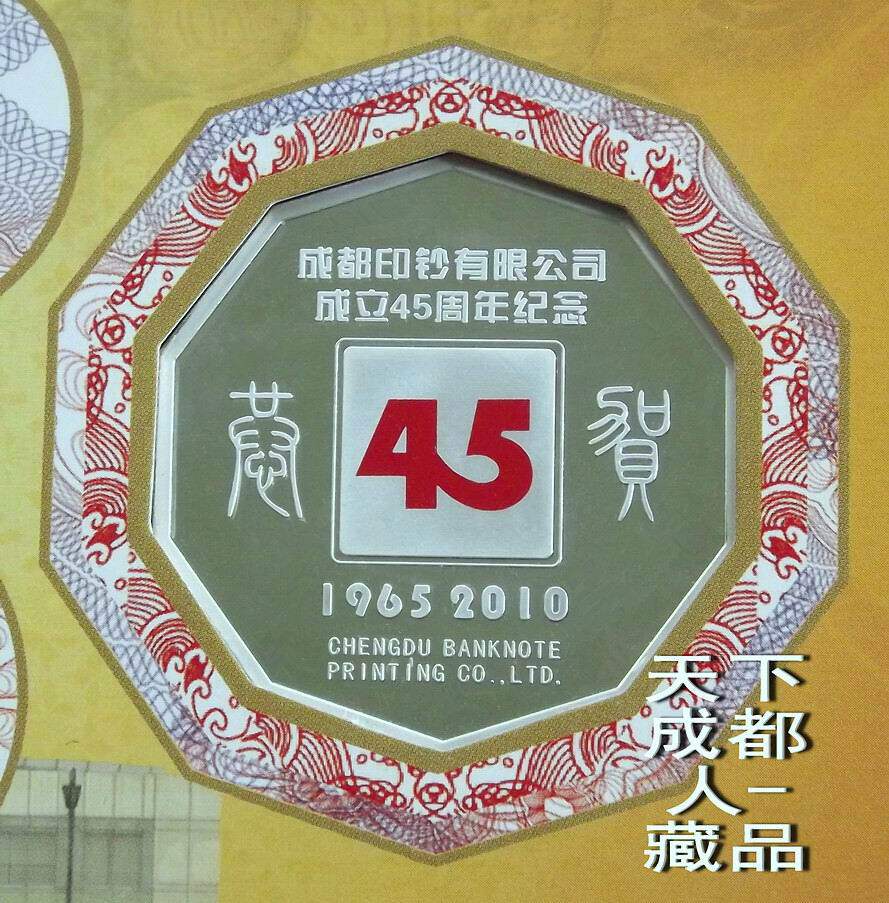 成都印钞有限公司
成立45周年纪念
恭 45 贺
1965 2010
CHENGDU BANKNOTE
PRINTING CO.,LTD.
天下
成都
人-
藏品